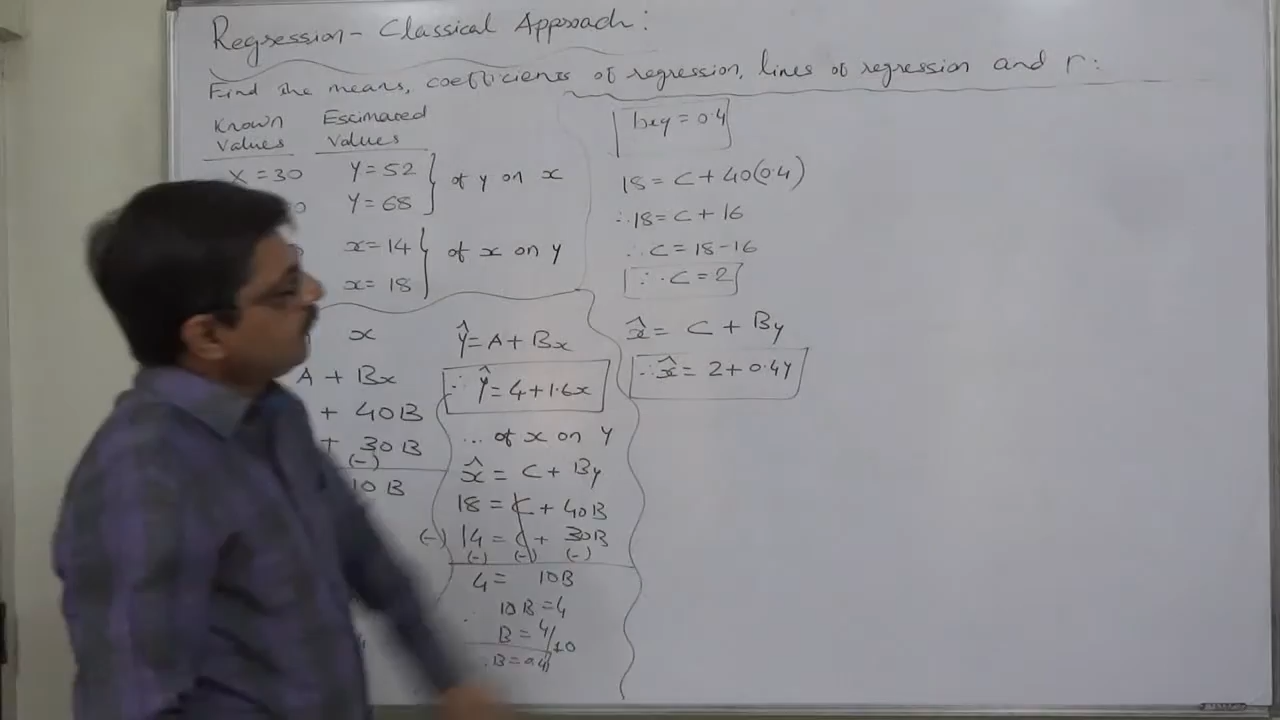 Regression - Classical Approach:
Find the means, coefficients of regression, lines of regression and r:
Known Values
Estimated Values
X = 30
Y = 52
Y = 68
of y on x
x = 14
x = 18
of x on y
x
A + Bx
+ 40B
+ 30B
(-)
10B
Ŷ = A + Bx
∴ Ŷ = 4 + 1.6x
... of x on Y
x̂ = C + By
18 = C + 40B
(-) 14 = C + 30B
(-) (-) (-)
4 = 10B
10B = 4
B = 4/10
B = 0.4
bxy = 0.4
18 = C + 40(0.4)
∴ 18 = C + 16
∴ C = 18 - 16
∴ C = 2
x̂ = C + By
∴ x̂ = 2 + 0.4Y